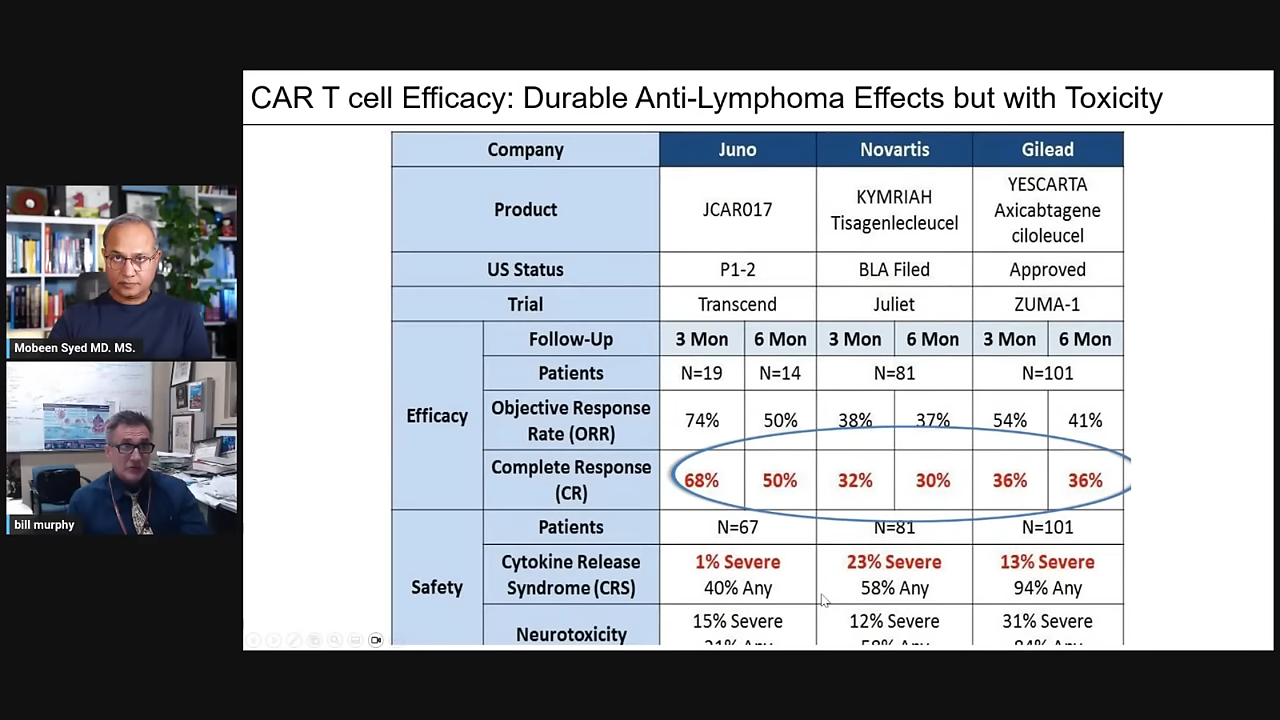 CAR T cell Efficacy: Durable Anti-Lymphoma Effects but with Toxicity
Company Juno Novartis Gilead
Product JCAR017 KYMRIAH Tisagenlecleucel YESCARTA Axicabtagene ciloleucel
US Status P1-2 BLA Filed Approved
Trial Transcend Juliet ZUMA-1
Efficacy
Follow-Up 3 Mon 6 Mon 3 Mon 6 Mon 3 Mon 6 Mon
Patients N=19 N=14 N=81 N=101
Objective Response Rate (ORR) 74% 50% 38% 37% 54% 41%
Complete Response (CR) 68% 50% 32% 30% 36% 36%
Safety
Patients N=67 N=81 N=101
Cytokine Release Syndrome (CRS) 1% Severe 40% Any 23% Severe 58% Any 13% Severe 94% Any
Neurotoxicity 15% Severe 12% Severe 31% Severe
Mobeen Syed MD. MS.
bill murphy